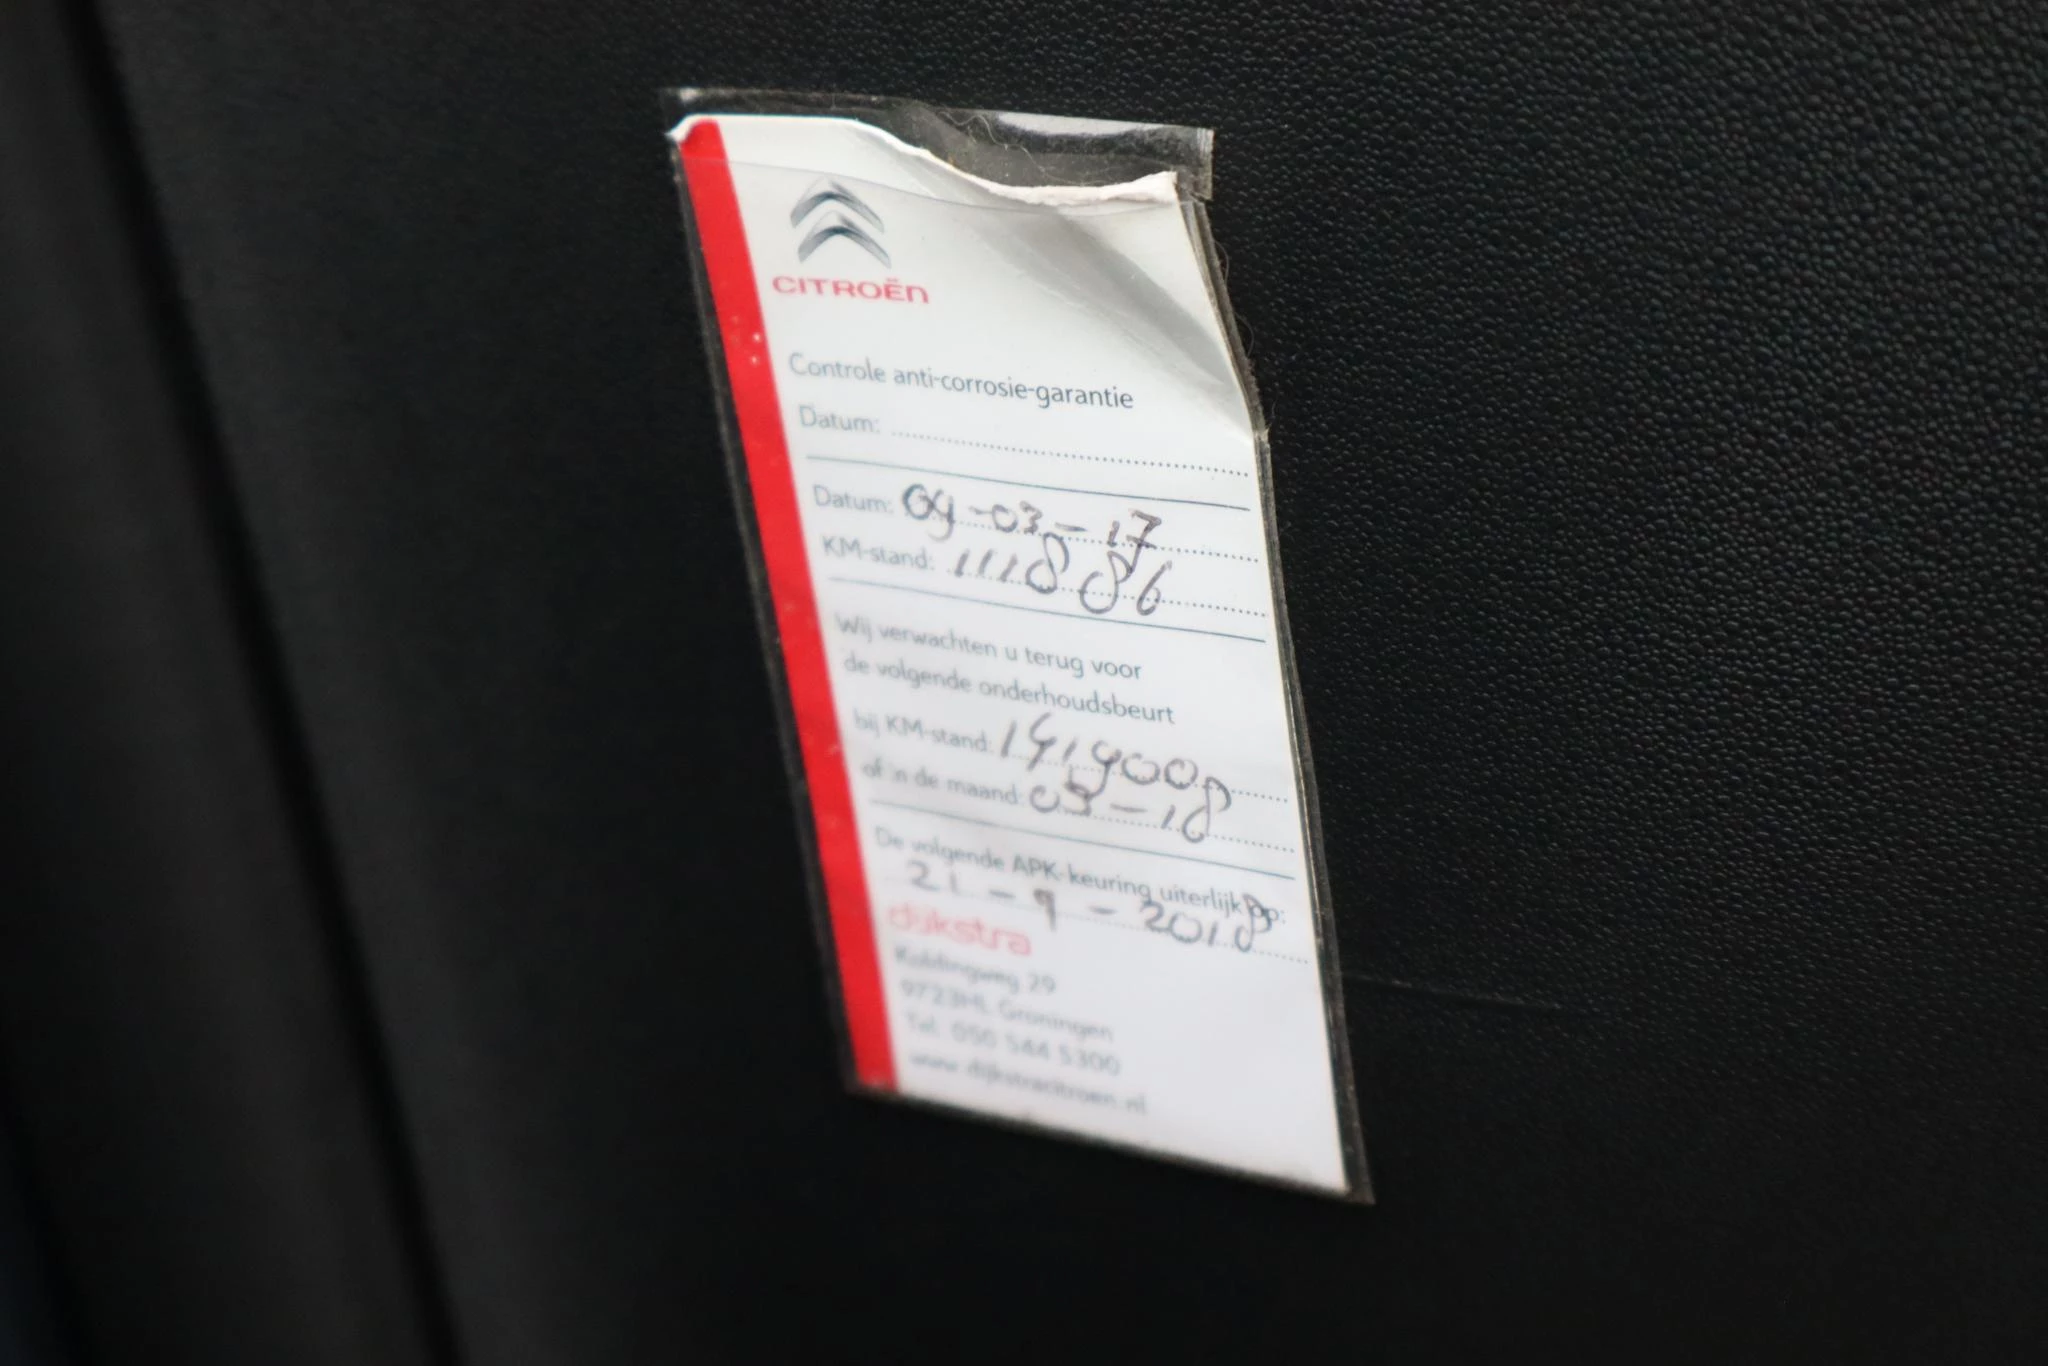 CITROËN
Controle anti-corrosie-garantie
Datum:
Datum: 09-03-17
KM-stand: 111886
Wij verwachten u terug voor
de volgende onderhoudsbeurt
bij KM-stand: 141900
of in de maand: 03-18
De volgende APK-keuring uiterlijk op:
21-9-2018
dijkstra
Koldingweg 29
9723HL Groningen
Tel. 050 544 5300
www.dijkstracitroen.nl